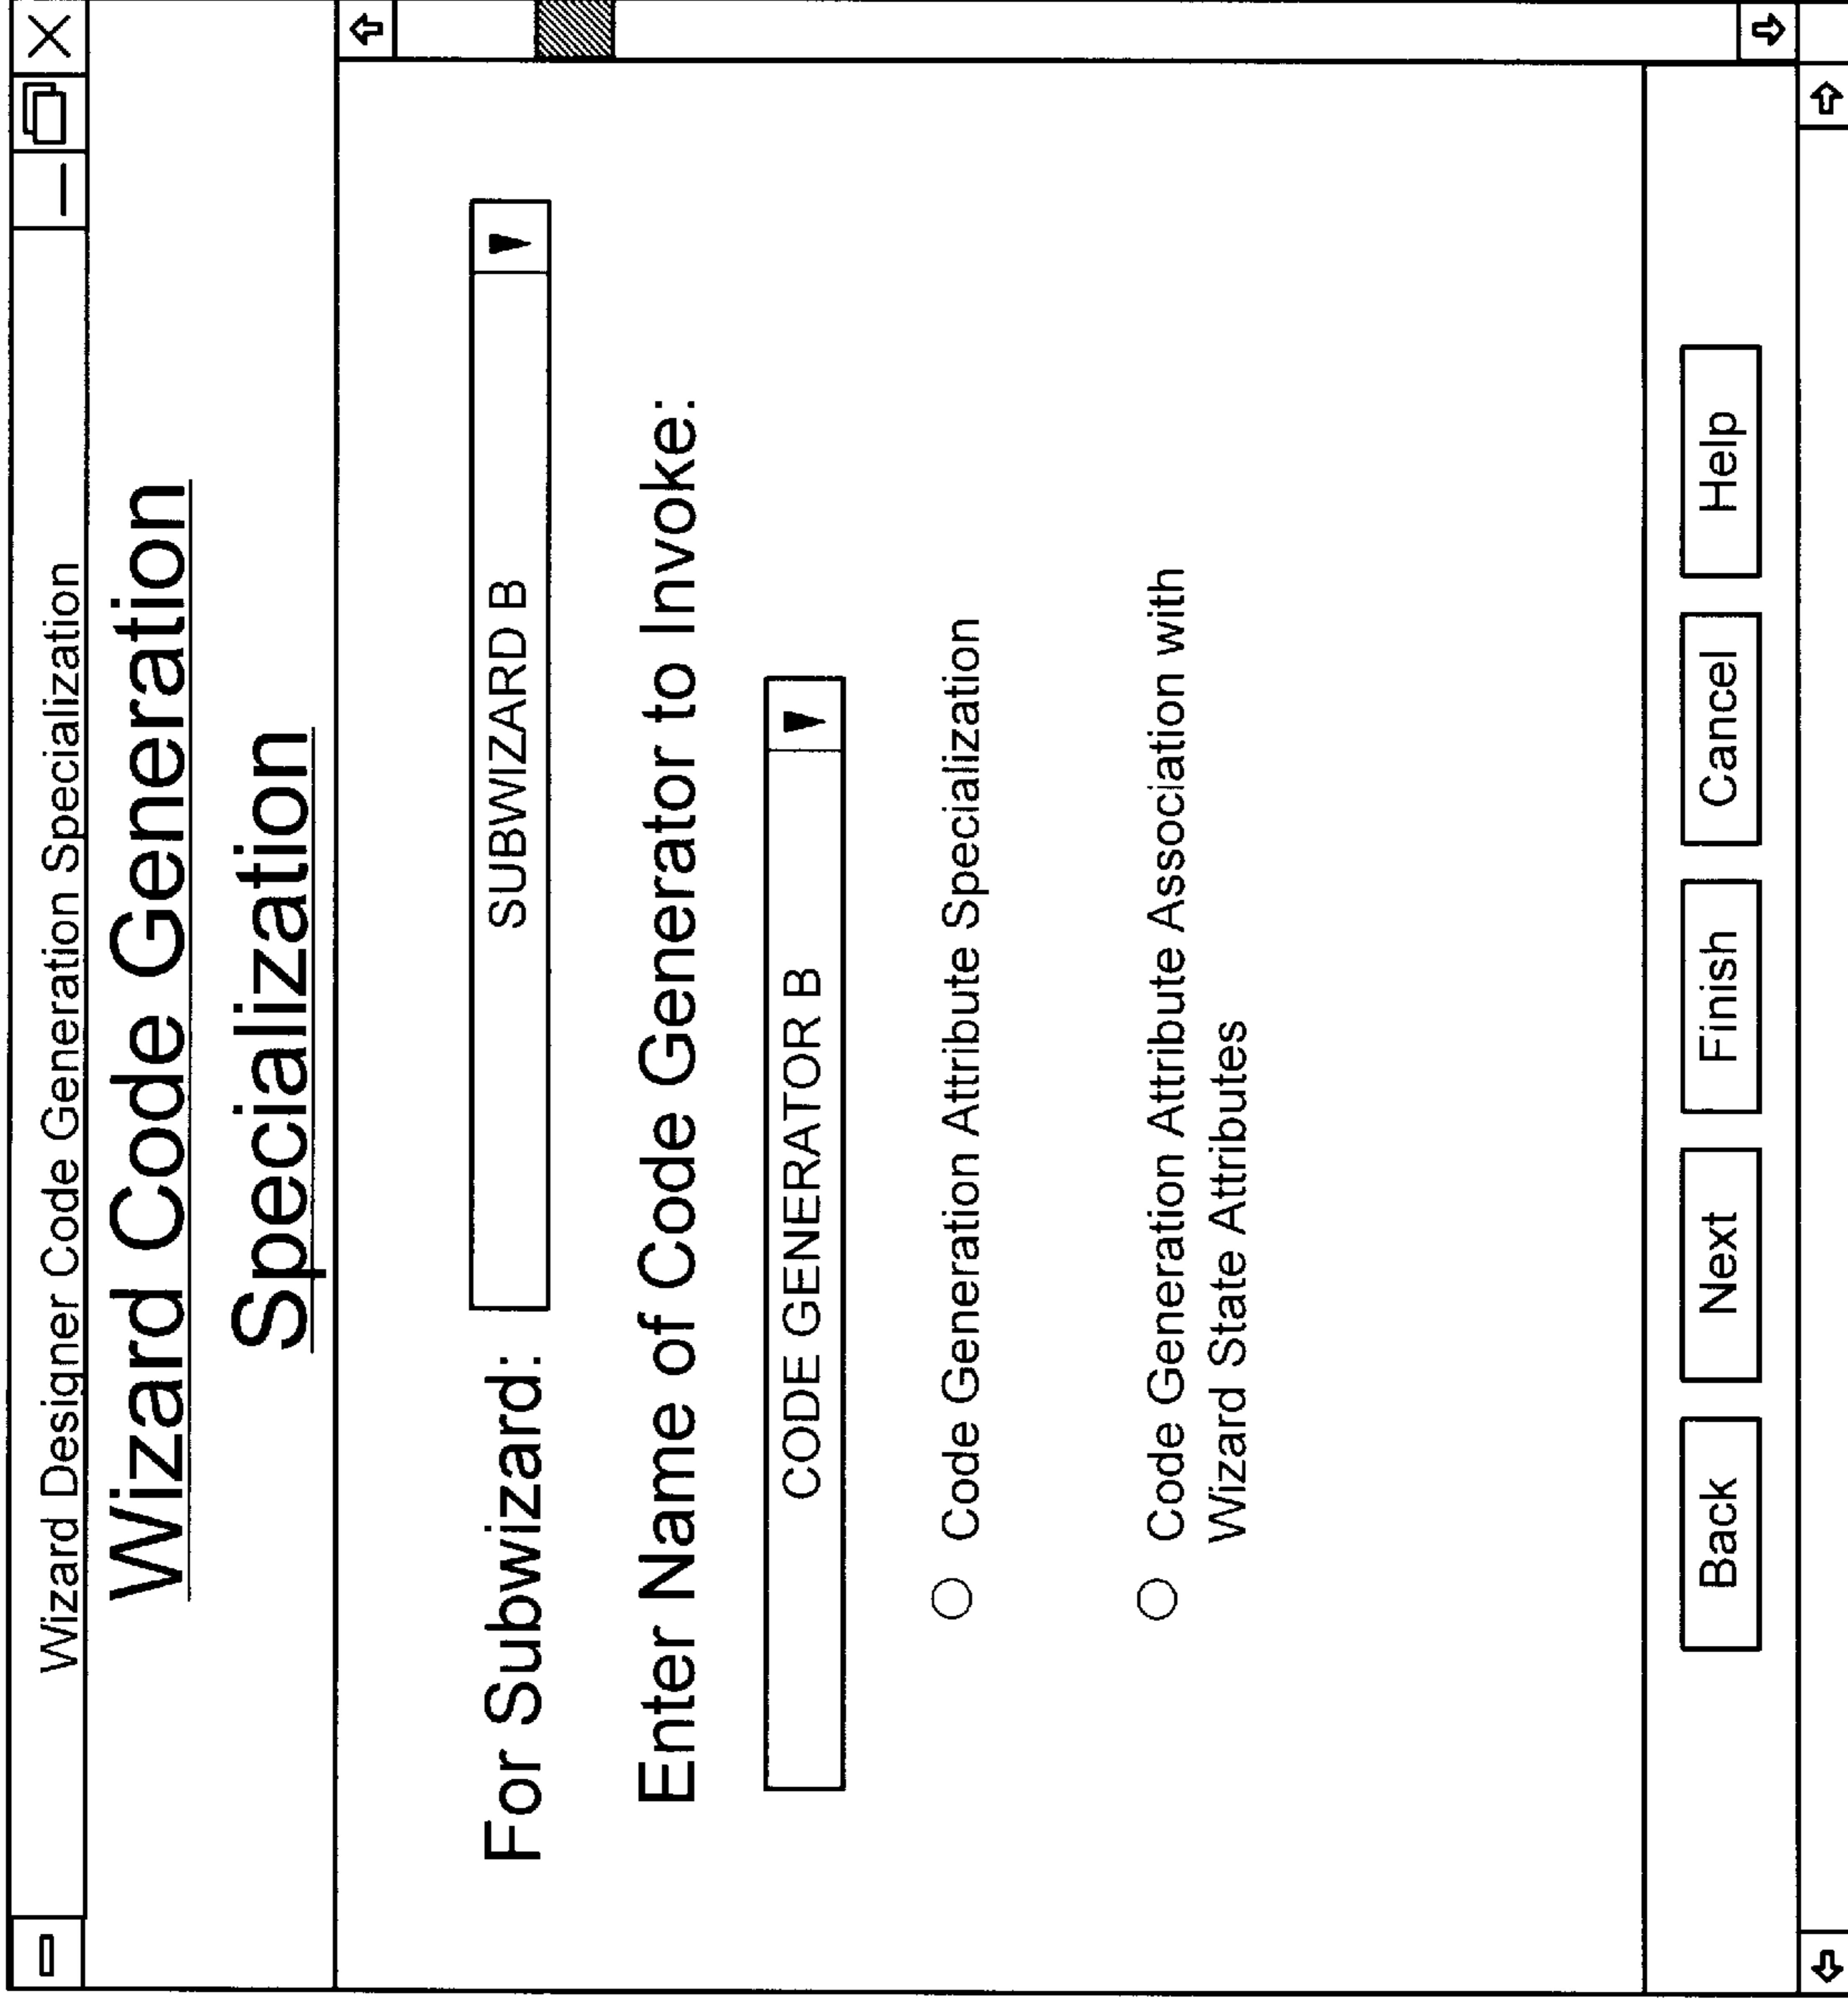 Wizard Designer Code Generation Specialization
Wizard Code Generation
Specialization
For Subwizard: SUBWIZARD B
Enter Name of Code Generator to Invoke:
CODE GENERATOR B
Code Generation Attribute Specialization
Code Generation Attribute Association with
Wizard State Attributes
Back Next Finish Cancel Help